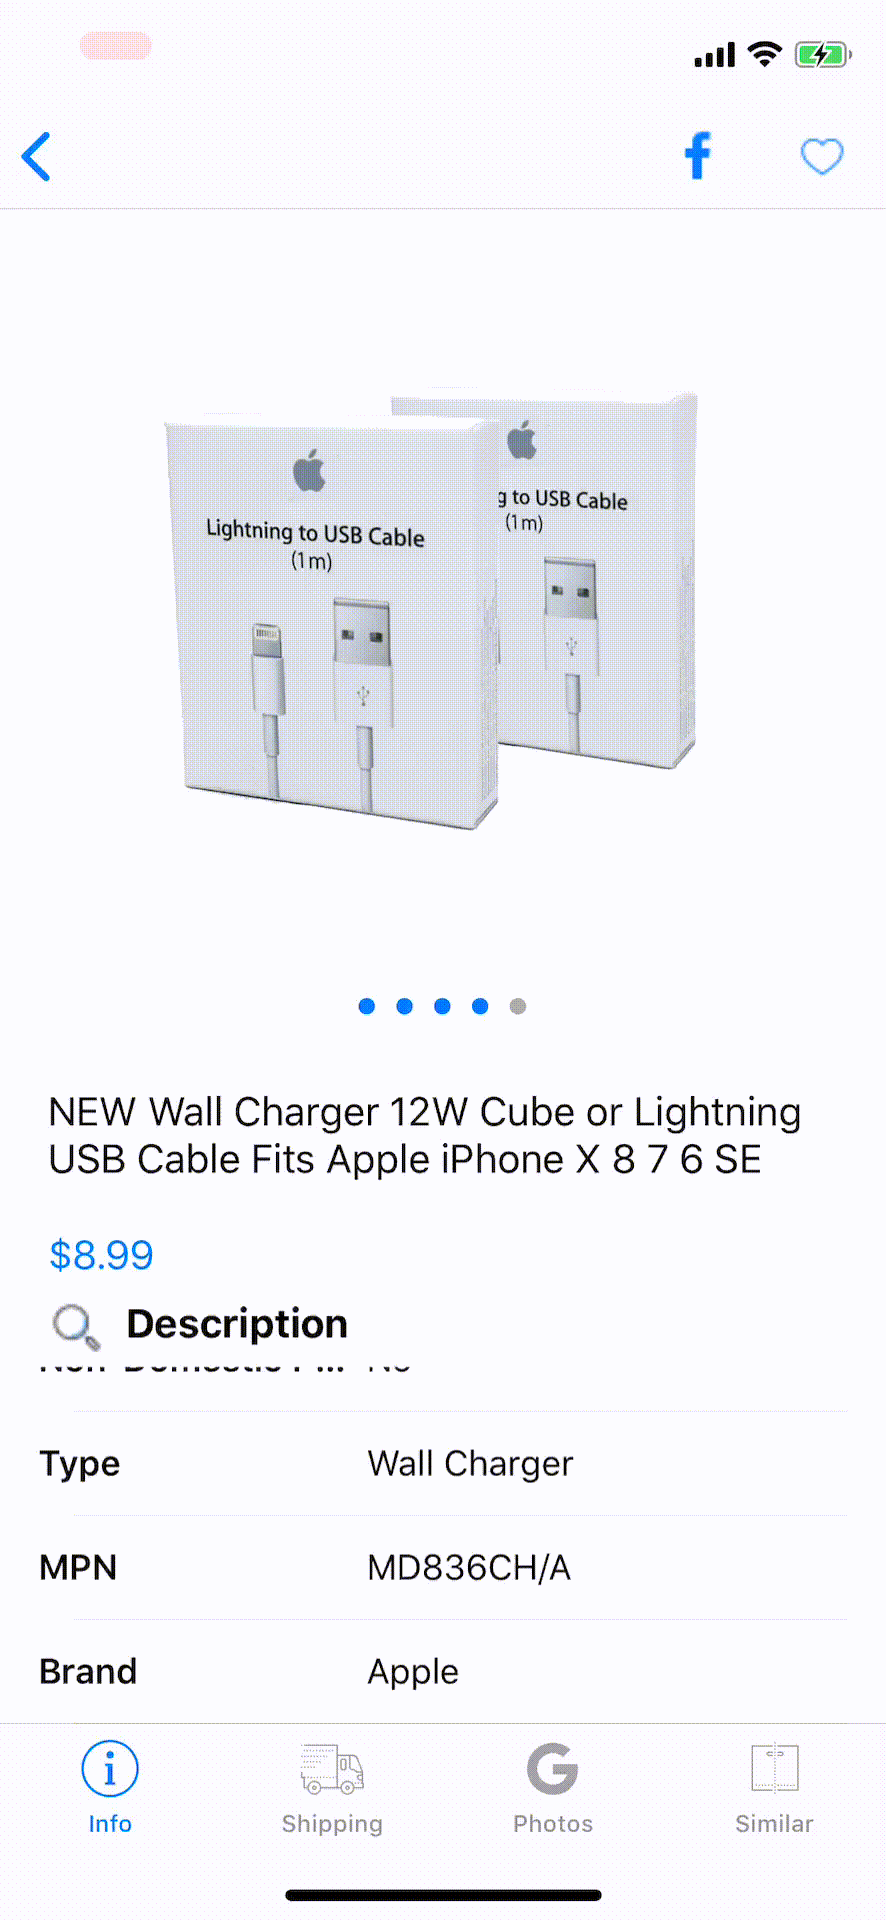 Lightning to USB Cable
(1 m)
g to USB Cable
(1 m)
NEW Wall Charger 12W Cube or Lightning
USB Cable Fits Apple iPhone X 8 7 6 SE
$8.99
Description
No
Type
Wall Charger
MPN
MD836CH/A
Brand
Apple
Info
Shipping
Photos
Similar